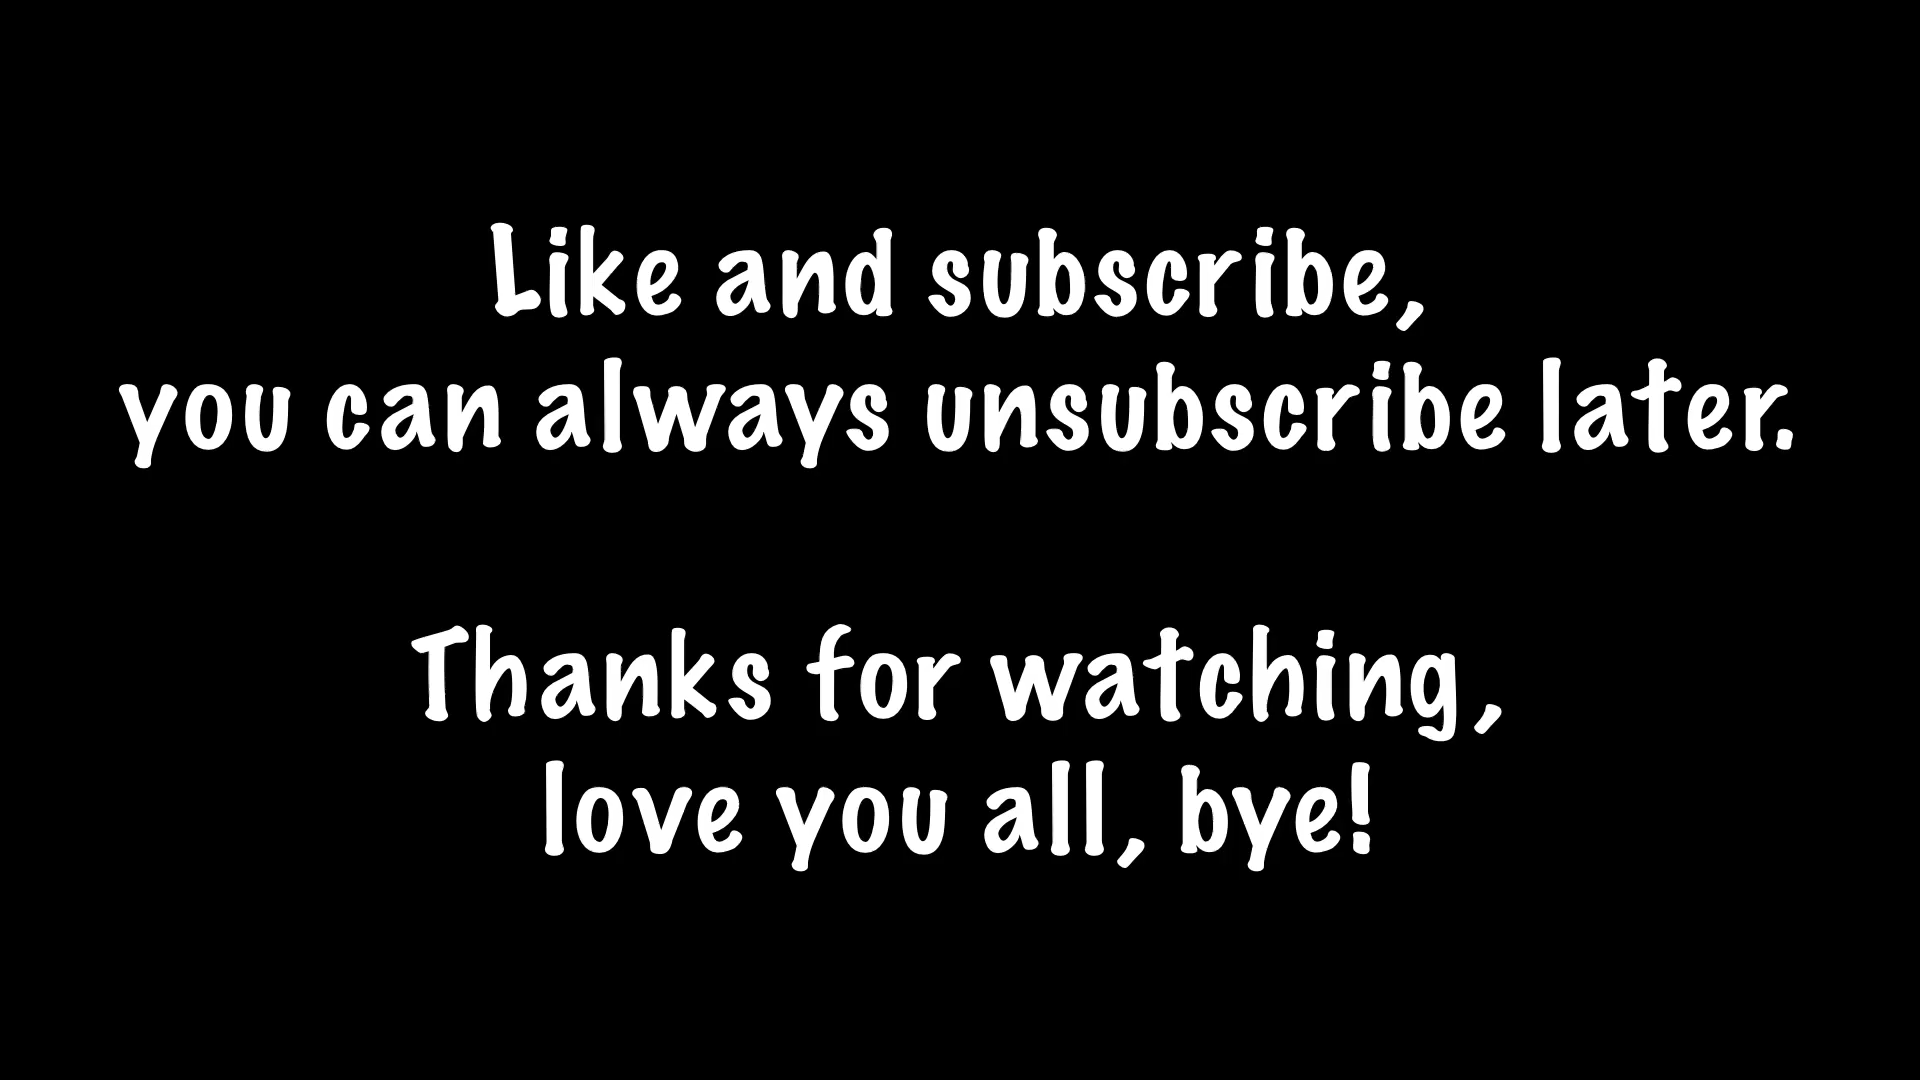 Like and subscribe,
you can always unsubscribe later.
Thanks for watching,
love you all, bye!